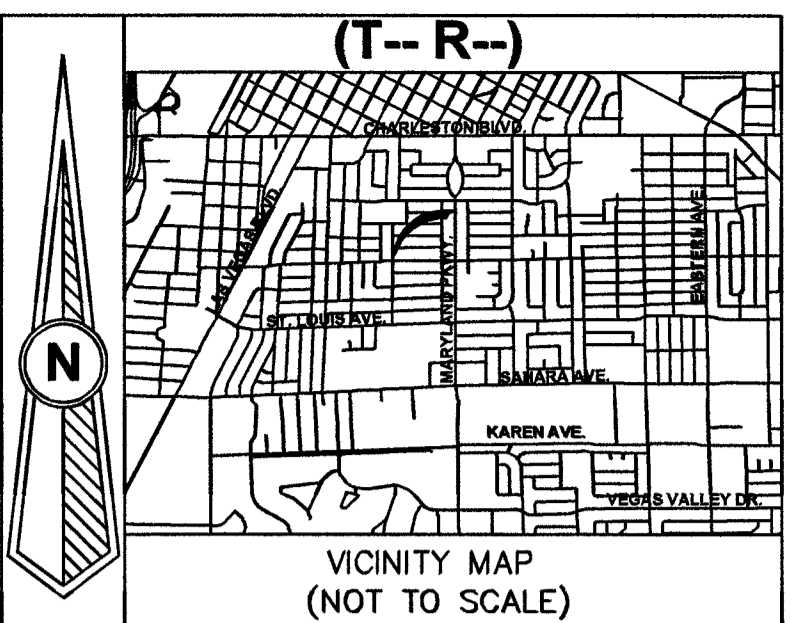 (T-- R--)
CHARLESTON BLVD.
LAS VEGAS BLVD.
MARYLAND PKWY.
EASTERN AVE.
ST. LOUIS AVE.
SAHARA AVE.
N
KAREN AVE.
VEGAS VALLEY DR.
VICINITY MAP
(NOT TO SCALE)